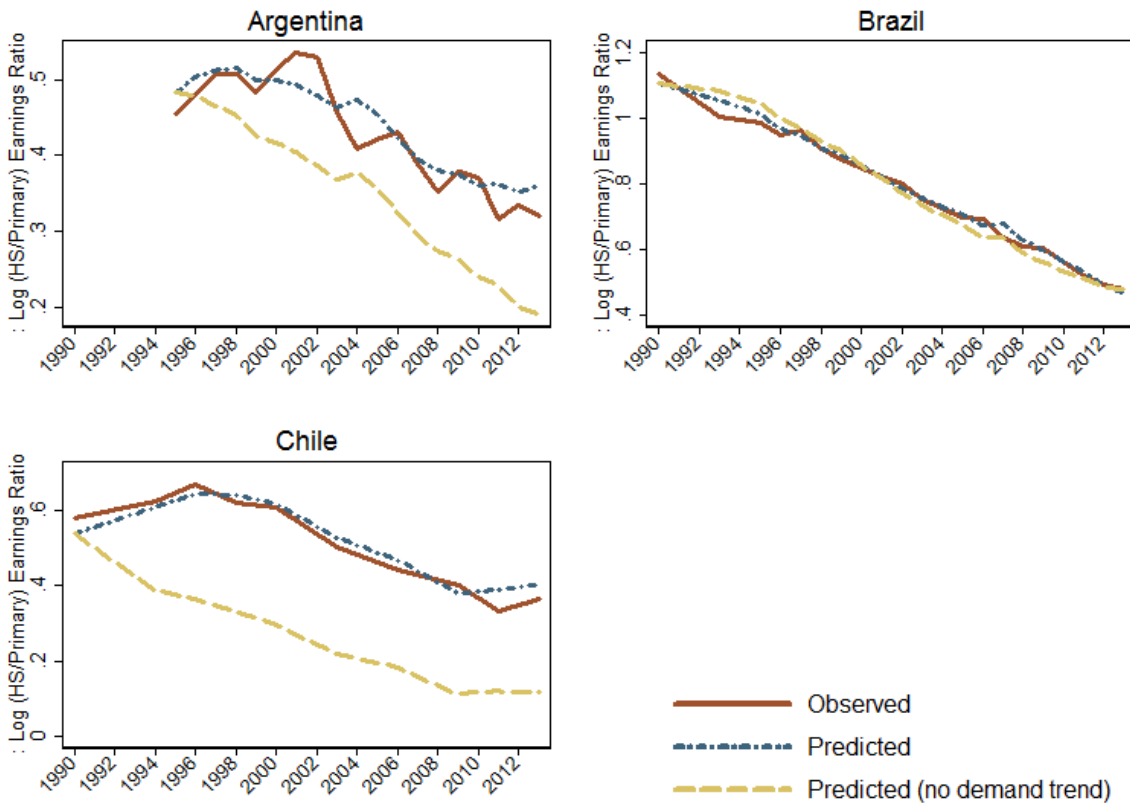 Argentina
: Log (HS/Primary) Earnings Ratio
.5
.4
.3
.2
1990 1992 1994 1996 1998 2000 2002 2004 2006 2008 2010 2012
Brazil
: Log (HS/Primary) Earnings Ratio
1.2
1
.8
.6
.4
1990 1992 1994 1996 1998 2000 2002 2004 2006 2008 2010 2012
Chile
: Log (HS/Primary) Earnings Ratio
.6
.4
.2
0
1990 1992 1994 1996 1998 2000 2002 2004 2006 2008 2010 2012
Observed
Predicted
Predicted (no demand trend)